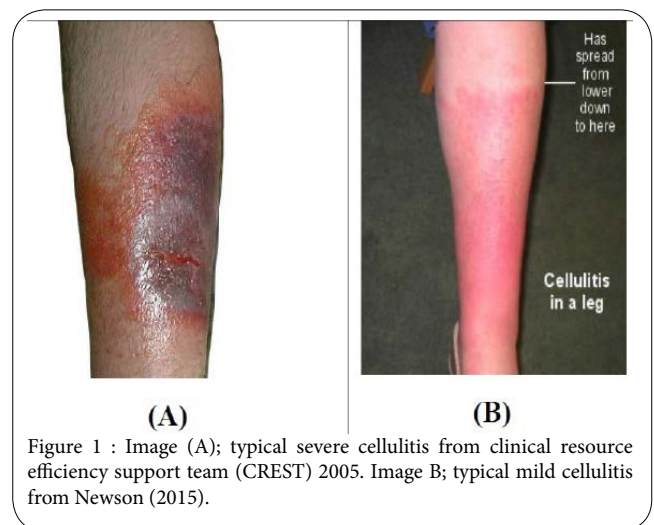 Has
spread
from
lower
down
to here
Cellulitis
in a leg
(A)
(B)
Figure 1 : Image (A); typical severe cellulitis from clinical resource
efficiency support team (CREST) 2005. Image B; typical mild cellulitis
from Newson (2015).